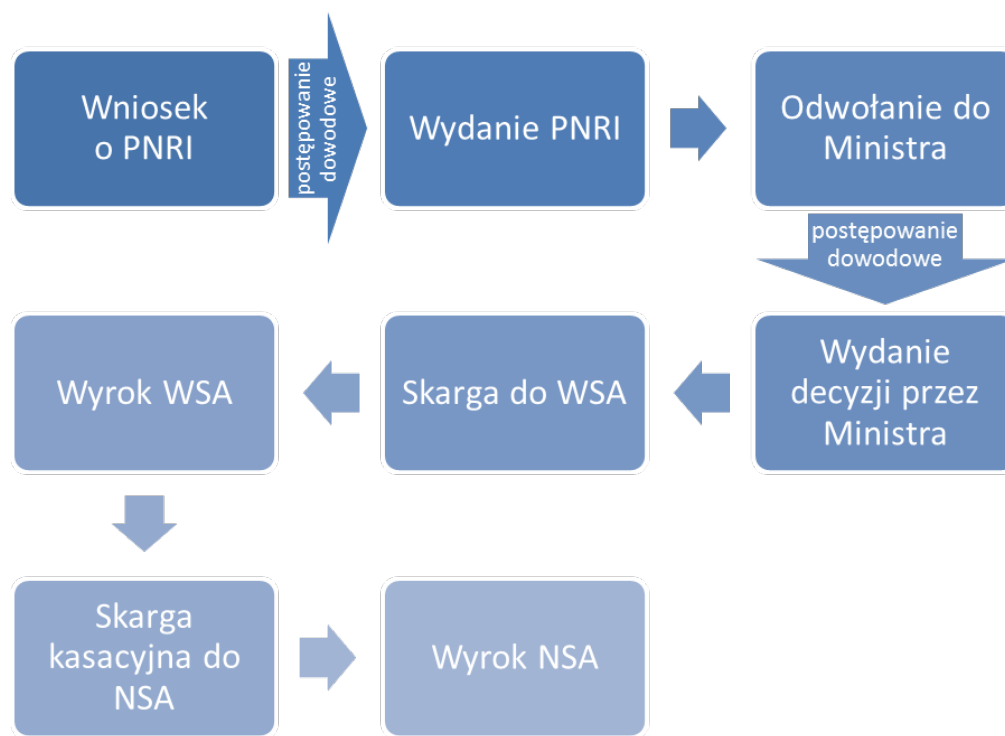 Wniosek
o PNRI
postępowanie
dowodowe
Wydanie PNRI
Odwołanie do
Ministra
postępowanie
dowodowe
Wydanie
decyzji przez
Ministra
Skarga do WSA
Wyrok WSA
Skarga
kasacyjna do
NSA
Wyrok NSA